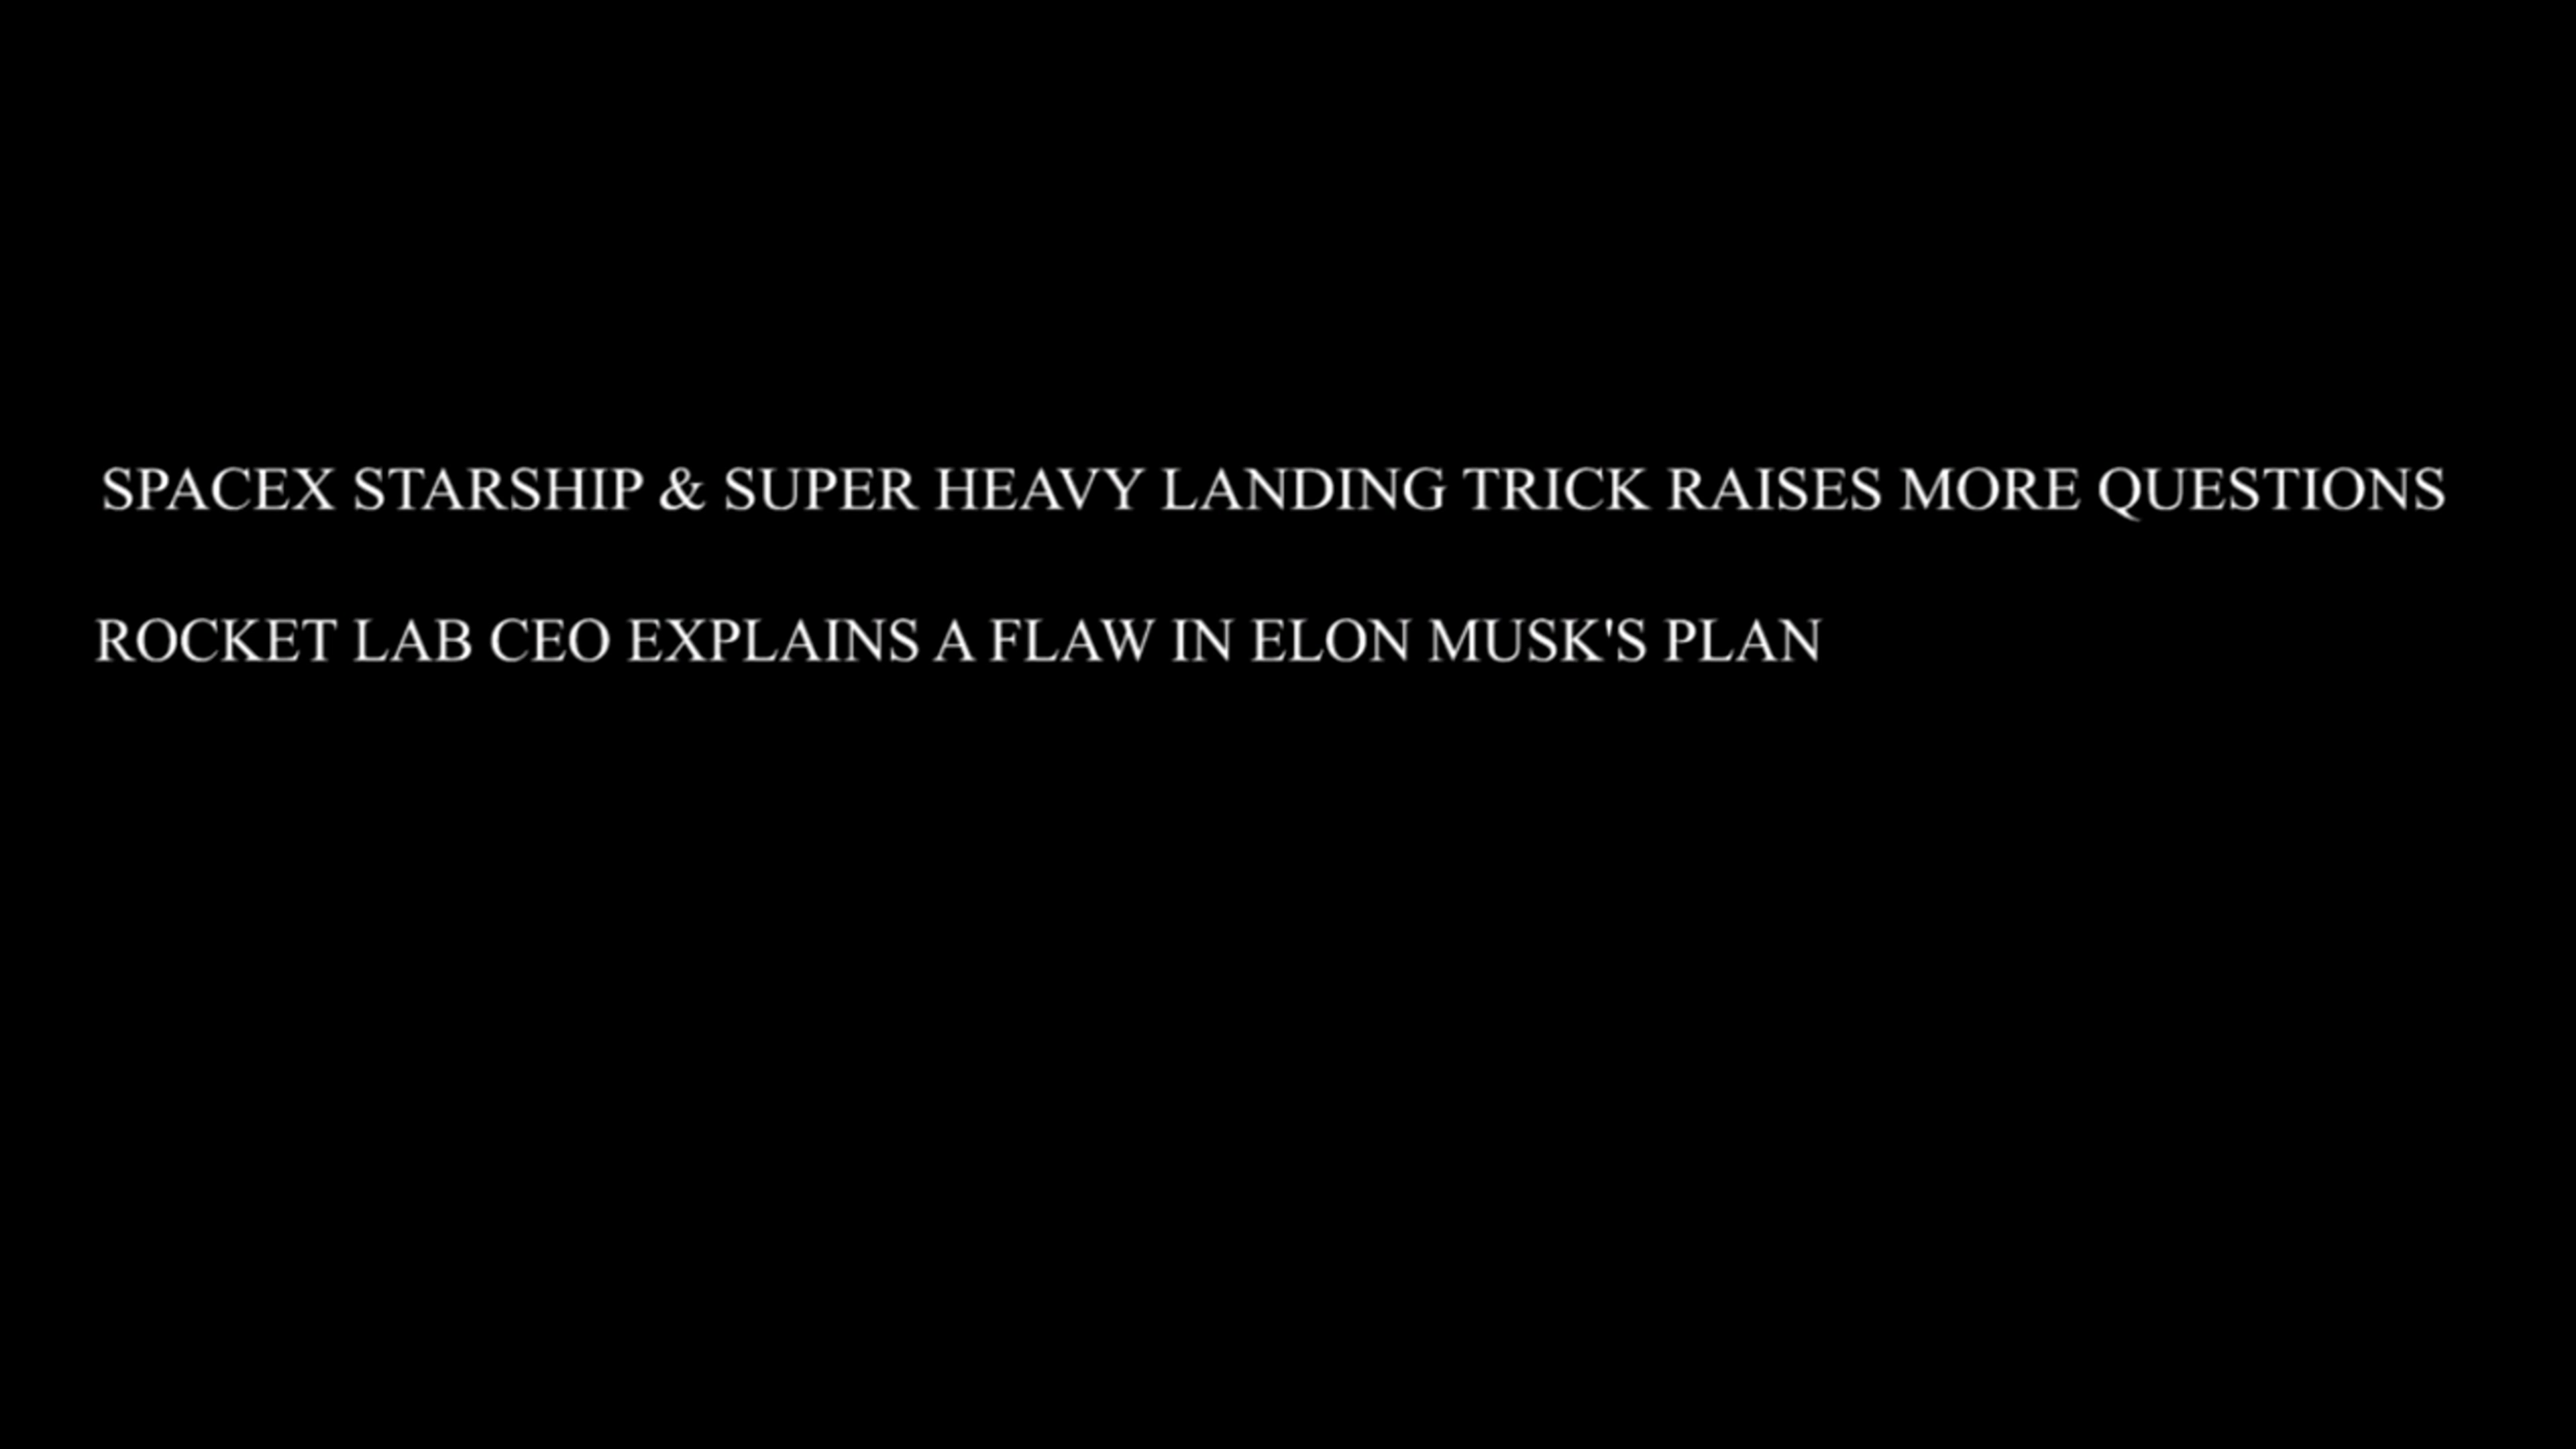 SPACEX STARSHIP & SUPER HEAVY LANDING TRICK RAISES MORE QUESTIONS
ROCKET LAB CEO EXPLAINS A FLAW IN ELON MUSK'S PLAN